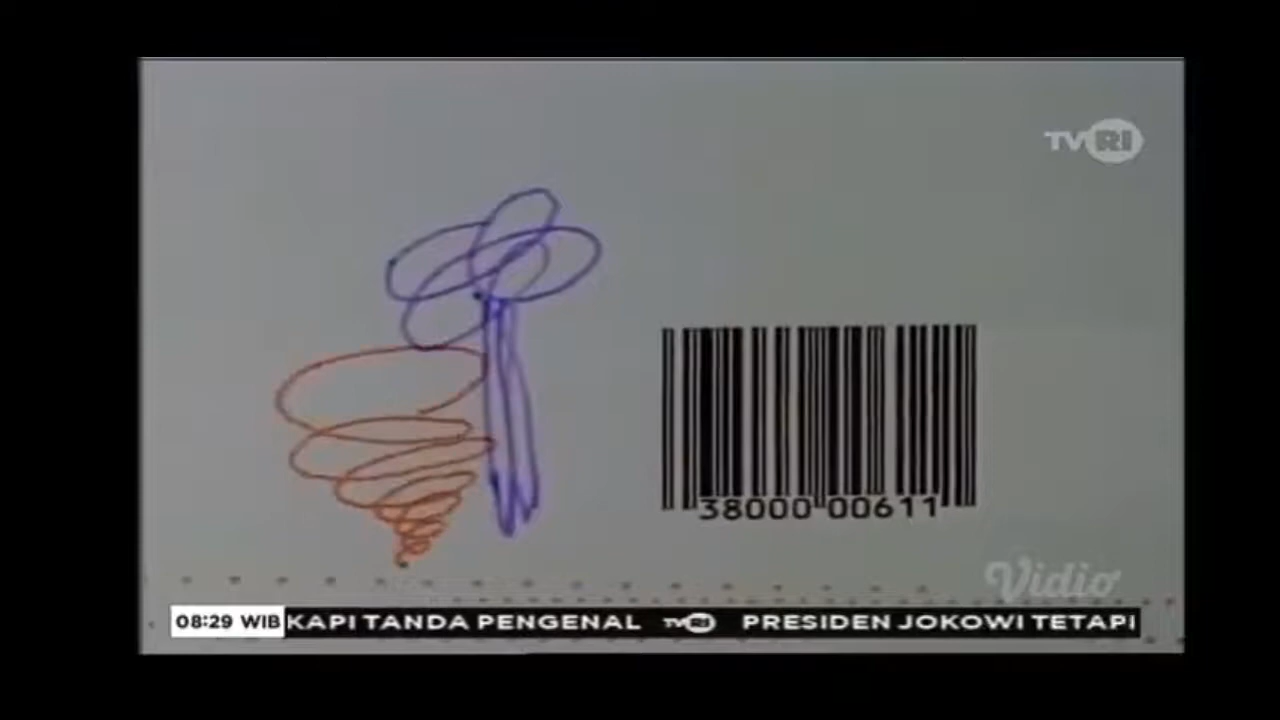 TVRI
38000 00611
Vidio
08:29 WIB KAPI TANDA PENGENAL TVRI PRESIDEN JOKOWI TETAPI